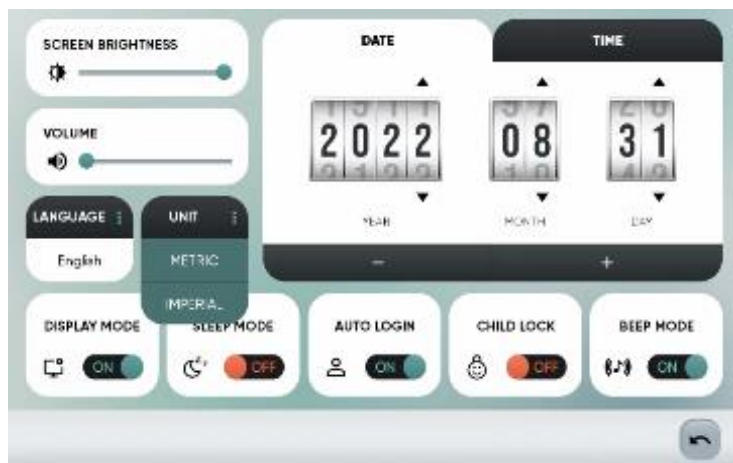 SCREEN BRIGHTNESS
VOLUME
LANGUAGE
English
UNIT
METRIC
IMPERIAL
DATE
TIME
2022
08
31
YEAR
MONTH
DAY
-
+
DISPLAY MODE
ON
SLEEP MODE
OFF
AUTO LOGIN
ON
CHILD LOCK
OFF
BEEP MODE
ON